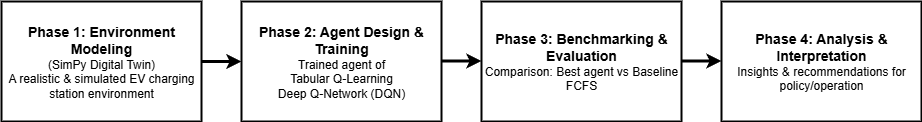 Phase 1: Environment
Modeling
(SimPy Digital Twin)
A realistic & simulated EV charging
station environment
Phase 2: Agent Design &
Training
Trained agent of
Tabular Q-Learning
Deep Q-Network (DQN)
Phase 3: Benchmarking &
Evaluation
Comparison: Best agent vs Baseline
FCFS
Phase 4: Analysis &
Interpretation
Insights & recommendations for
policy/operation